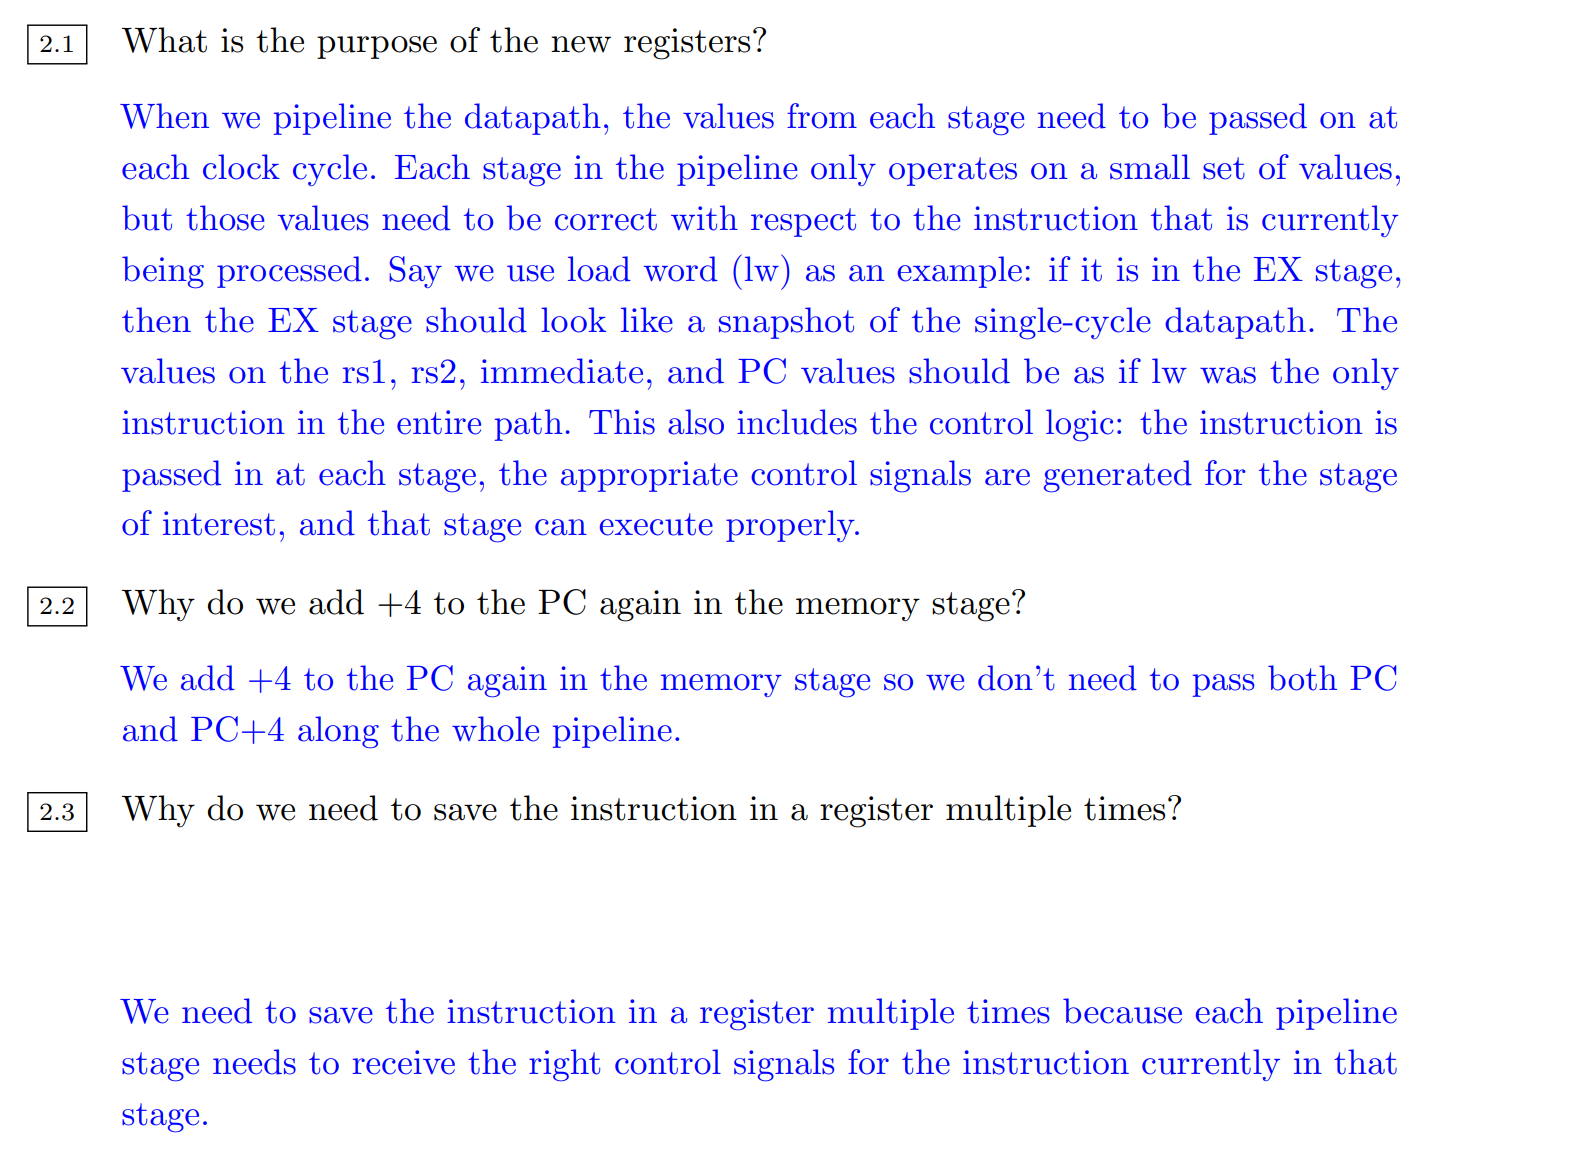 2.1 What is the purpose of the new registers?
When we pipeline the datapath, the values from each stage need to be passed on at
each clock cycle. Each stage in the pipeline only operates on a small set of values,
but those values need to be correct with respect to the instruction that is currently
being processed. Say we use load word (lw) as an example: if it is in the EX stage,
then the EX stage should look like a snapshot of the single-cycle datapath. The
values on the rs1, rs2, immediate, and PC values should be as if lw was the only
instruction in the entire path. This also includes the control logic: the instruction is
passed in at each stage, the appropriate control signals are generated for the stage
of interest, and that stage can execute properly.
2.2 Why do we add +4 to the PC again in the memory stage?
We add +4 to the PC again in the memory stage so we don't need to pass both PC
and PC+4 along the whole pipeline.
2.3 Why do we need to save the instruction in a register multiple times?
We need to save the instruction in a register multiple times because each pipeline
stage needs to receive the right control signals for the instruction currently in that
stage.